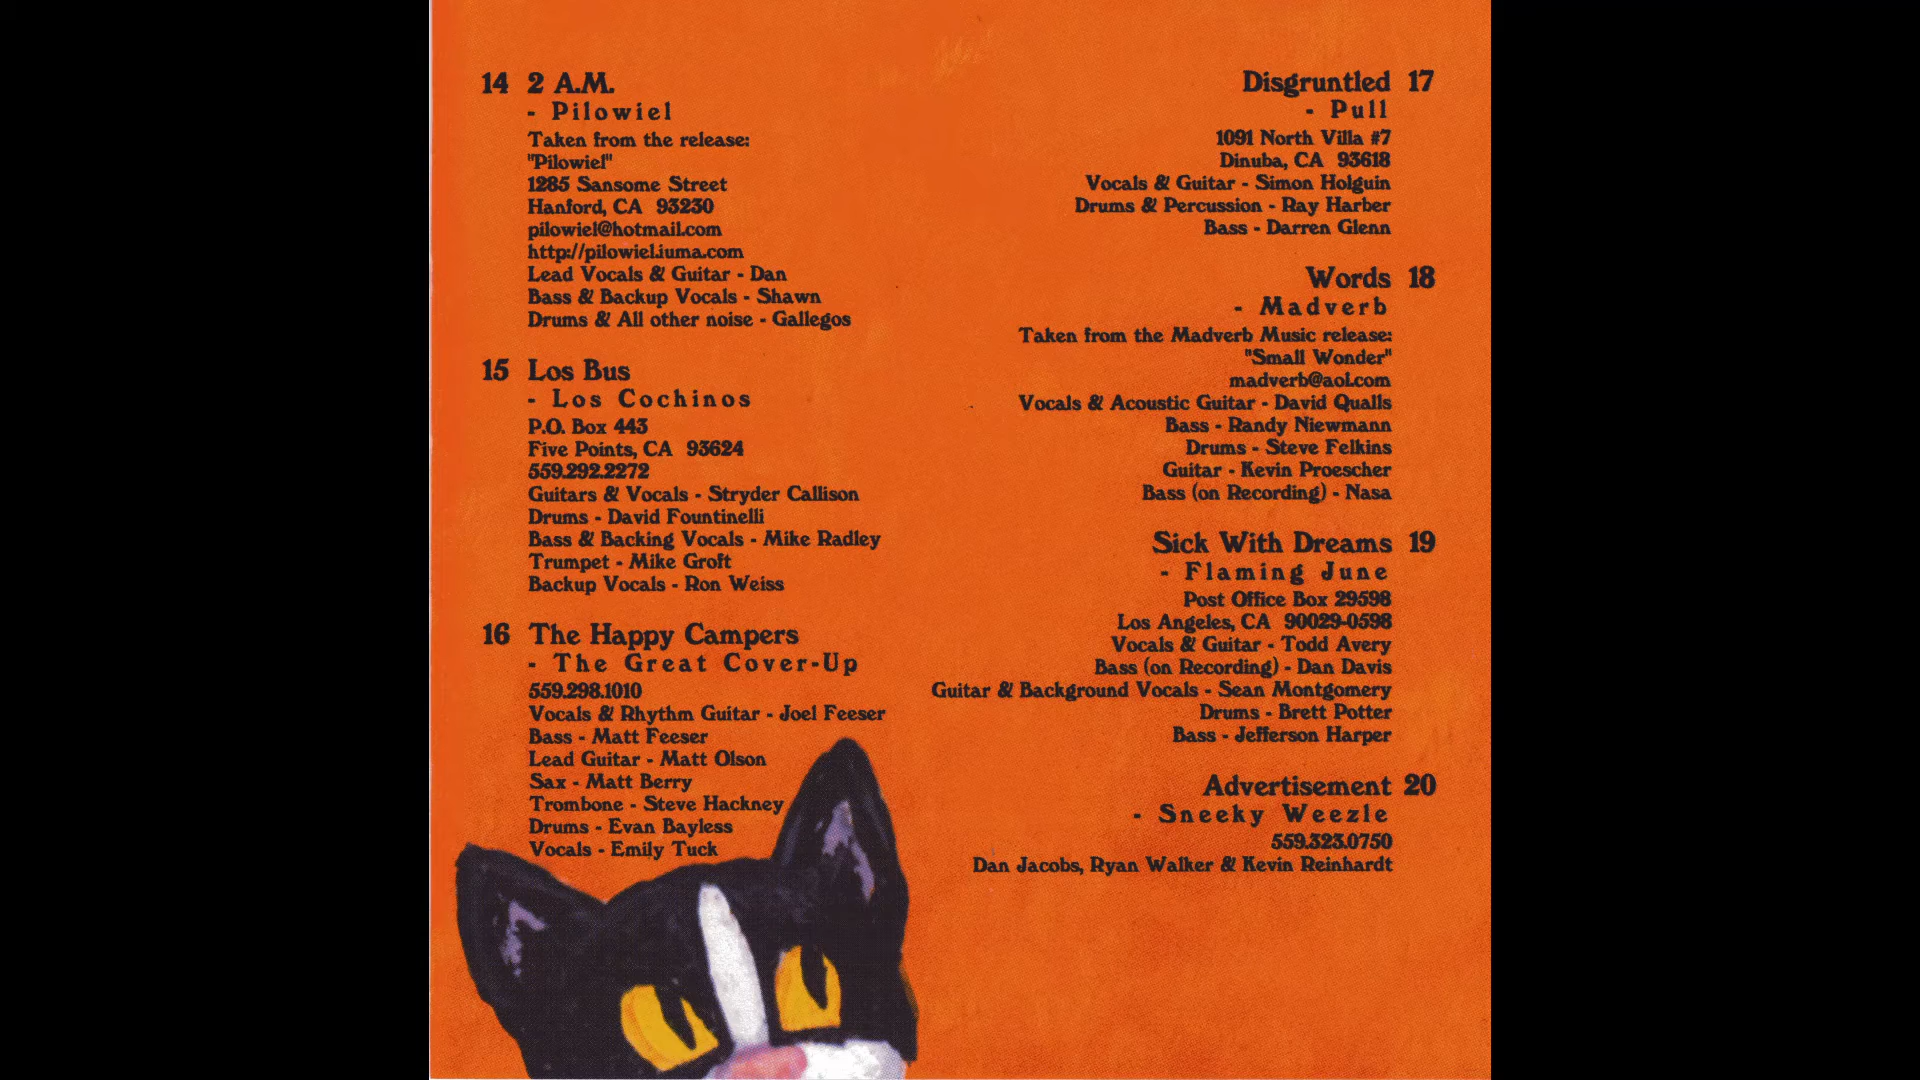 14 2 A.M.
- Pilowiel
Taken from the release:
"Pilowiel"
1285 Sansome Street
Hanford, CA 93230
pilowiel@hotmail.com
http://pilowiel.iuma.com
Lead Vocals & Guitar - Dan
Bass & Backup Vocals - Shawn
Drums & All other noise - Gallegos
15 Los Bus
- Los Cochinos
P.O. Box 443
Five Points, CA 93624
559.292.2272
Guitars & Vocals - Stryder Callison
Drums - David Fountinelli
Bass & Backing Vocals - Mike Radley
Trumpet - Mike Groft
Backup Vocals - Ron Weiss
16 The Happy Campers
- The Great Cover-Up
559.298.1010
Vocals & Rhythm Guitar - Joel Feeser
Bass - Matt Feeser
Lead Guitar - Matt Olson
Sax - Matt Berry
Trombone - Steve Hackney
Drums - Evan Bayless
Vocals - Emily Tuck
Disgruntled 17
- Pull
1091 North Villa #7
Dinuba, CA 93618
Vocals & Guitar - Simon Holguin
Drums & Percussion - Ray Harber
Bass - Darren Glenn
Words 18
- Madverb
Taken from the Madverb Music release:
"Small Wonder"
madverb@aol.com
Vocals & Acoustic Guitar - David Qualls
Bass - Randy Niewmann
Drums - Steve Felkins
Guitar - Kevin Proescher
Bass (on Recording) - Nasa
Sick With Dreams 19
- Flaming June
Post Office Box 29598
Los Angeles, CA 90029-0598
Vocals & Guitar - Todd Avery
Bass (on Recording) - Dan Davis
Guitar & Background Vocals - Sean Montgomery
Drums - Brett Potter
Bass - Jefferson Harper
Advertisement 20
- Sneeky Weezle
559.323.0750
Dan Jacobs, Ryan Walker & Kevin Reinhardt